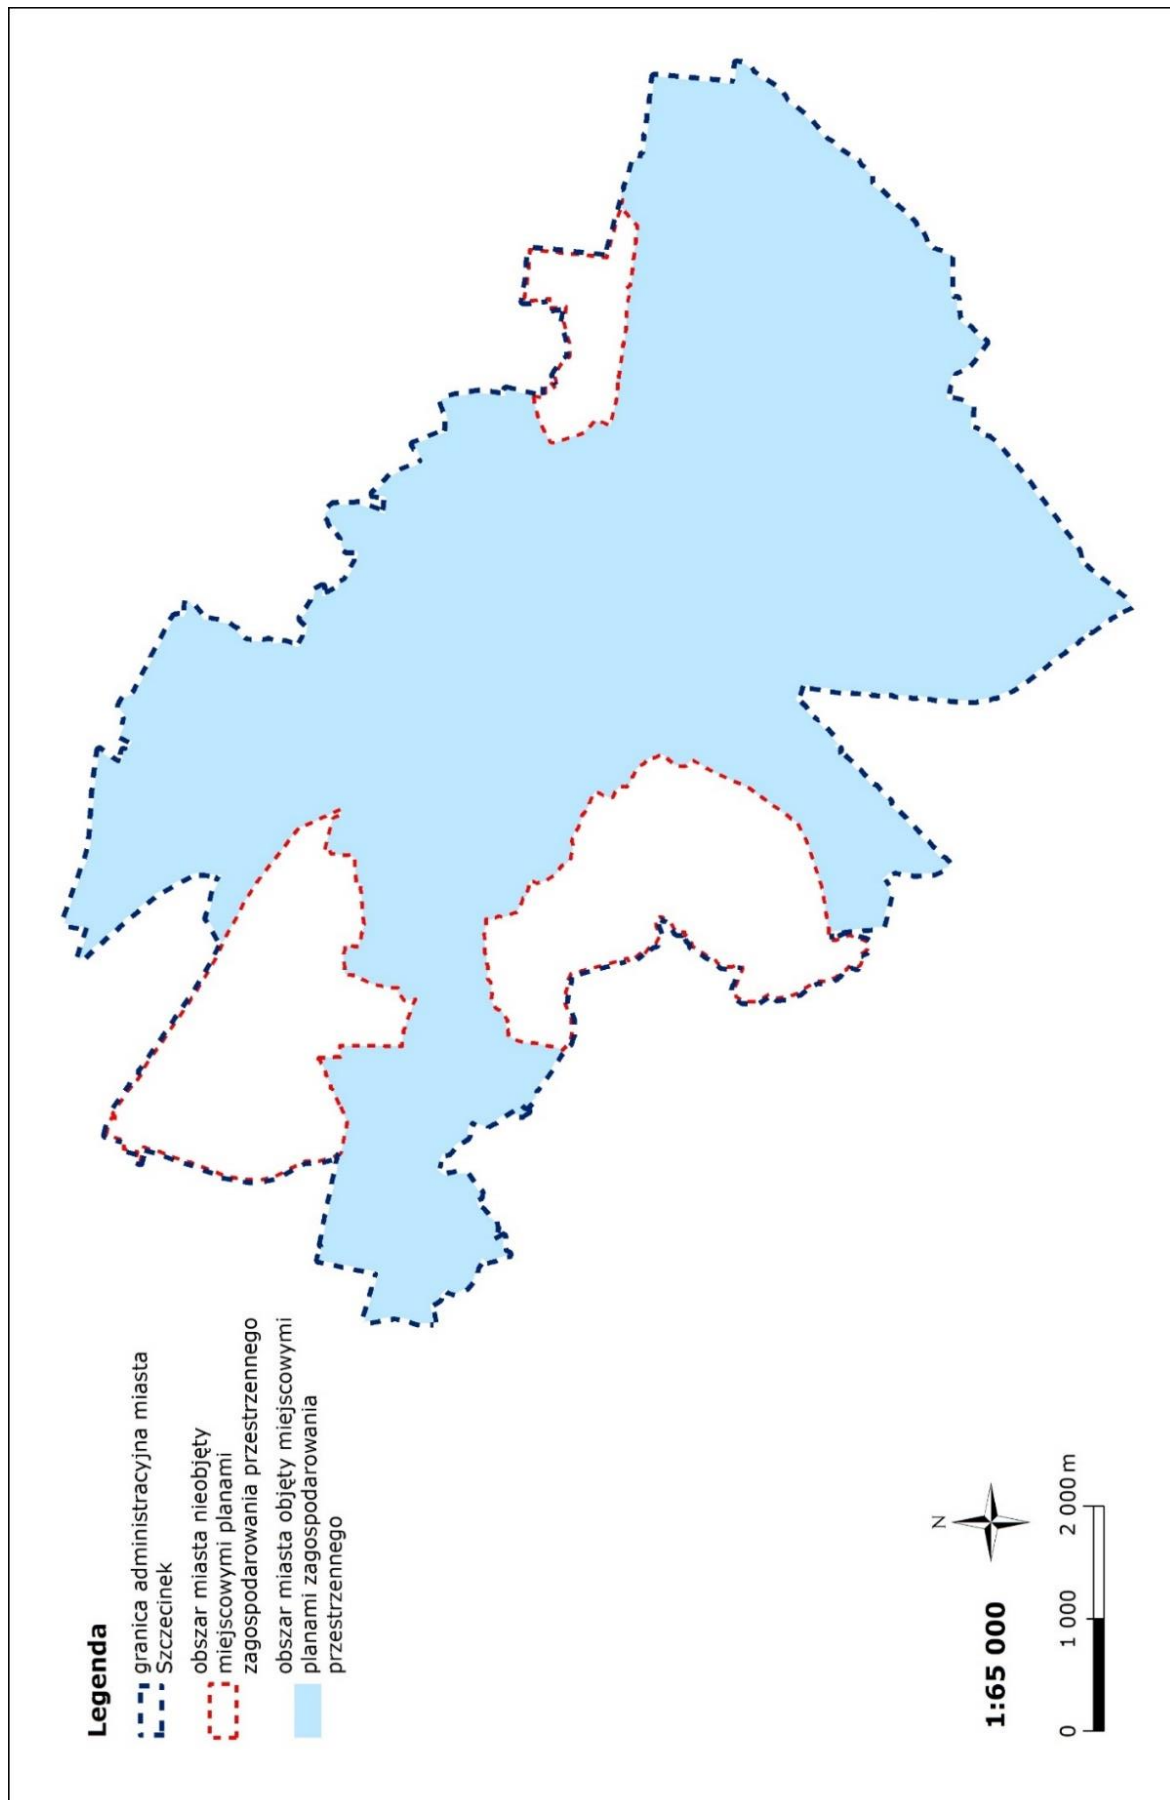 Legenda
granica administracyjna miasta
Szczecinek
obszar miasta nieobjęty
miejscowymi planami
zagospodarowania przestrzennego
obszar miasta objęty miejscowymi
planami zagospodarowania
przestrzennego
N
1:65 000
0 1 000 2 000 m